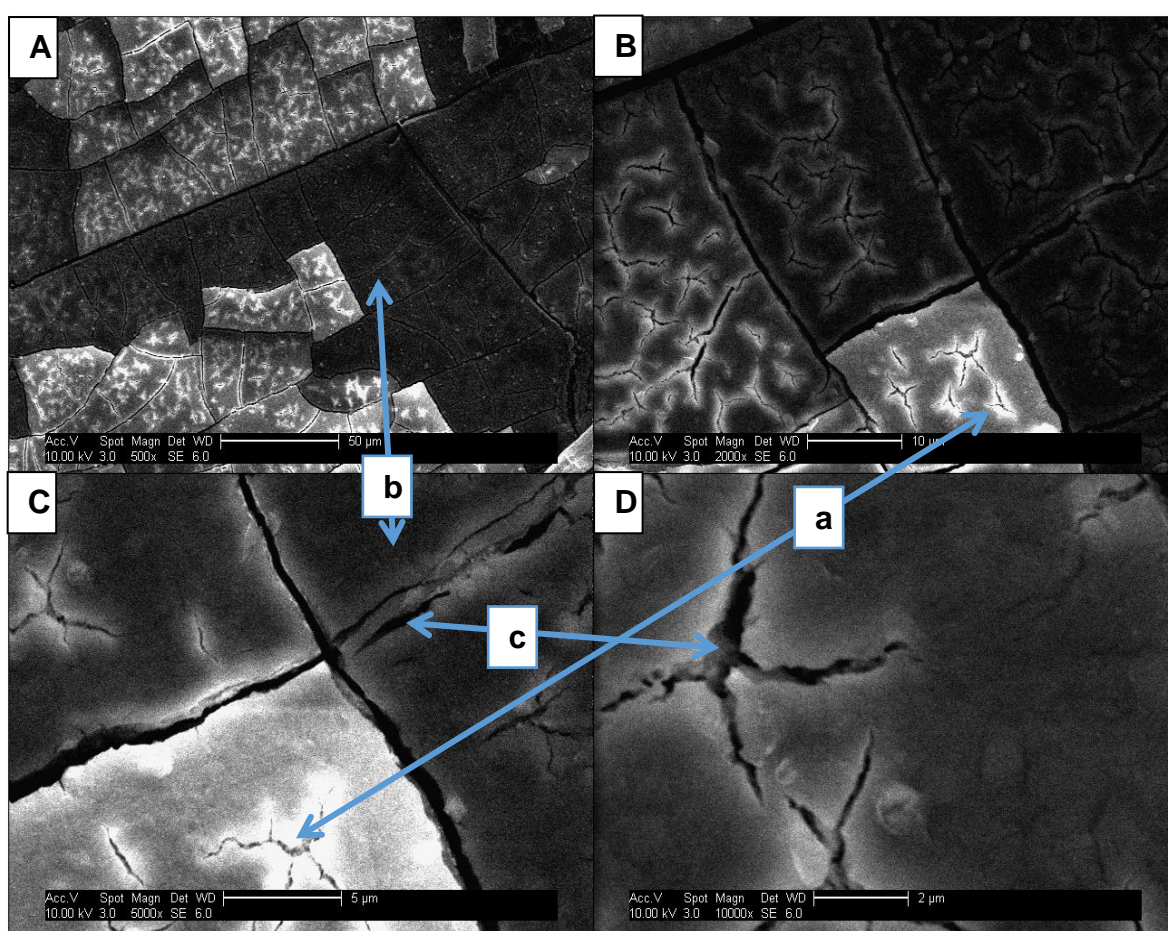 A
Acc.V Spot Magn Det WD 50 µm
10.00 kV 3.0 500x SE 6.0
B
Acc.V Spot Magn Det WD 10 µm
10.00 kV 3.0 2000x SE 6.0
b
a
C
c
Acc.V Spot Magn Det WD 5 µm
10.00 kV 3.0 5000x SE 6.0
D
Acc.V Spot Magn Det WD 2 µm
10.00 kV 3.0 10000x SE 6.0